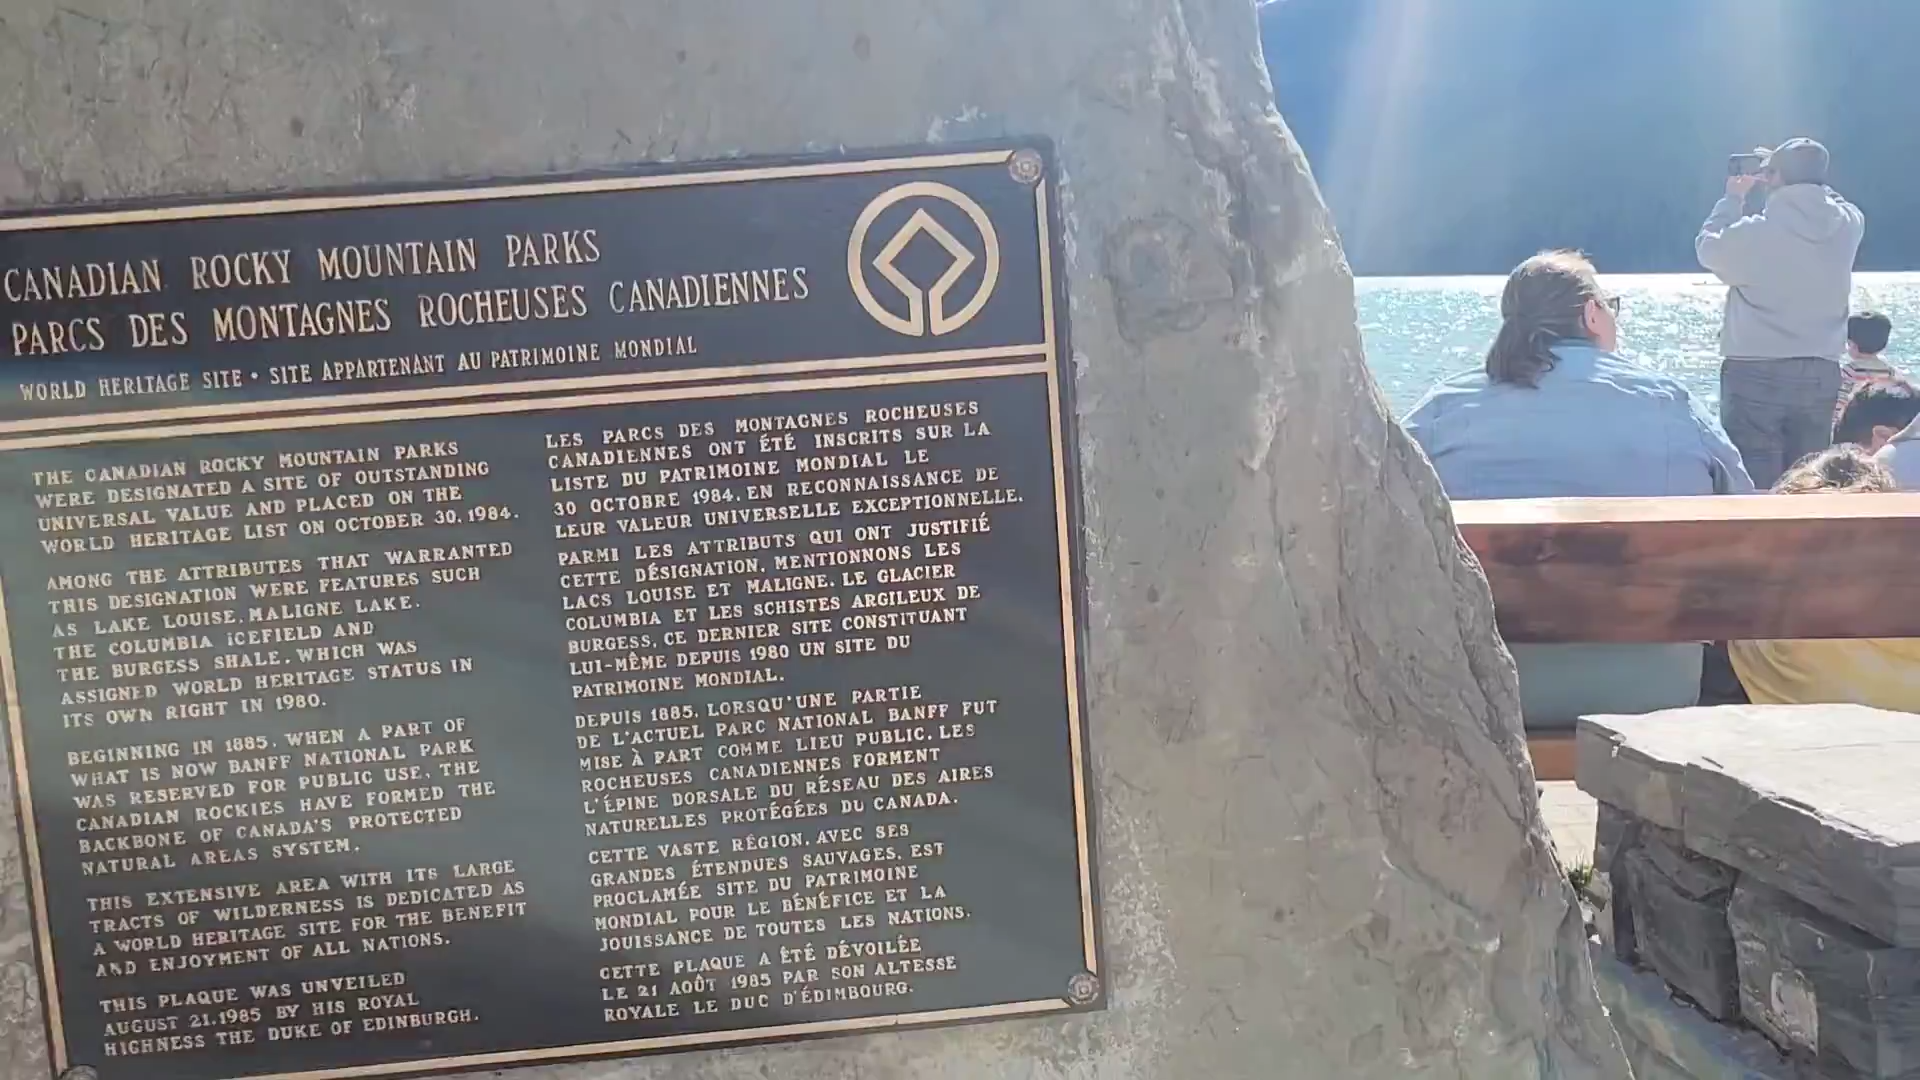 CANADIAN ROCKY MOUNTAIN PARKS
PARCS DES MONTAGNES ROCHEUSES CANADIENNES
WORLD HERITAGE SITE • SITE APPARTENANT AU PATRIMOINE MONDIAL
THE CANADIAN ROCKY MOUNTAIN PARKS
WERE DESIGNATED A SITE OF OUTSTANDING
UNIVERSAL VALUE AND PLACED ON THE
WORLD HERITAGE LIST ON OCTOBER 30, 1984.
AMONG THE ATTRIBUTES THAT WARRANTED
THIS DESIGNATION WERE FEATURES SUCH
AS LAKE LOUISE, MALIGNE LAKE,
THE COLUMBIA iCEFIELD AND
THE BURGESS SHALE, WHICH WAS
ASSIGNED WORLD HERITAGE STATUS IN
ITS OWN RIGHT IN 1980.
BEGINNING IN 1885, WHEN A PART OF
WHAT IS NOW BANFF NATIONAL PARK
WAS RESERVED FOR PUBLIC USE, THE
CANADIAN ROCKIES HAVE FORMED THE
BACKBONE OF CANADA'S PROTECTED
NATURAL AREAS SYSTEM.
THIS EXTENSIVE AREA WITH ITS LARGE
TRACTS OF WILDERNESS IS DEDICATED AS
A WORLD HERITAGE SITE FOR THE BENEFIT
AND ENJOYMENT OF ALL NATIONS.
THIS PLAQUE WAS UNVEILED
AUGUST 21, 1985 BY HIS ROYAL
HIGHNESS THE DUKE OF EDINBURGH.
LES PARCS DES MONTAGNES ROCHEUSES
CANADIENNES ONT ÉTÉ INSCRITS SUR LA
LISTE DU PATRIMOINE MONDIAL LE
30 OCTOBRE 1984, EN RECONNAISSANCE DE
LEUR VALEUR UNIVERSELLE EXCEPTIONNELLE.
PARMI LES ATTRIBUTS QUI ONT JUSTIFIÉ
CETTE DÉSIGNATION, MENTIONNONS LES
LACS LOUISE ET MALIGNE, LE GLACIER
COLUMBIA ET LES SCHISTES ARGILEUX DE
BURGESS, CE DERNIER SITE CONSTITUANT
LUI-MÊME DEPUIS 1980 UN SITE DU
PATRIMOINE MONDIAL.
DEPUIS 1885, LORSQU'UNE PARTIE
DE L'ACTUEL PARC NATIONAL BANFF FUT
MISE À PART COMME LIEU PUBLIC, LES
ROCHEUSES CANADIENNES FORMENT
L'ÉPINE DORSALE DU RÉSEAU DES AIRES
NATURELLES PROTÉGÉES DU CANADA.
CETTE VASTE RÉGION, AVEC SES
GRANDES ÉTENDUES SAUVAGES, EST
PROCLAMÉE SITE DU PATRIMOINE
MONDIAL POUR LE BÉNÉFICE ET LA
JOUISSANCE DE TOUTES LES NATIONS.
CETTE PLAQUE A ÉTÉ DÉVOILÉE
LE 21 AOÛT 1985 PAR SON ALTESSE
ROYALE LE DUC D'ÉDIMBOURG.